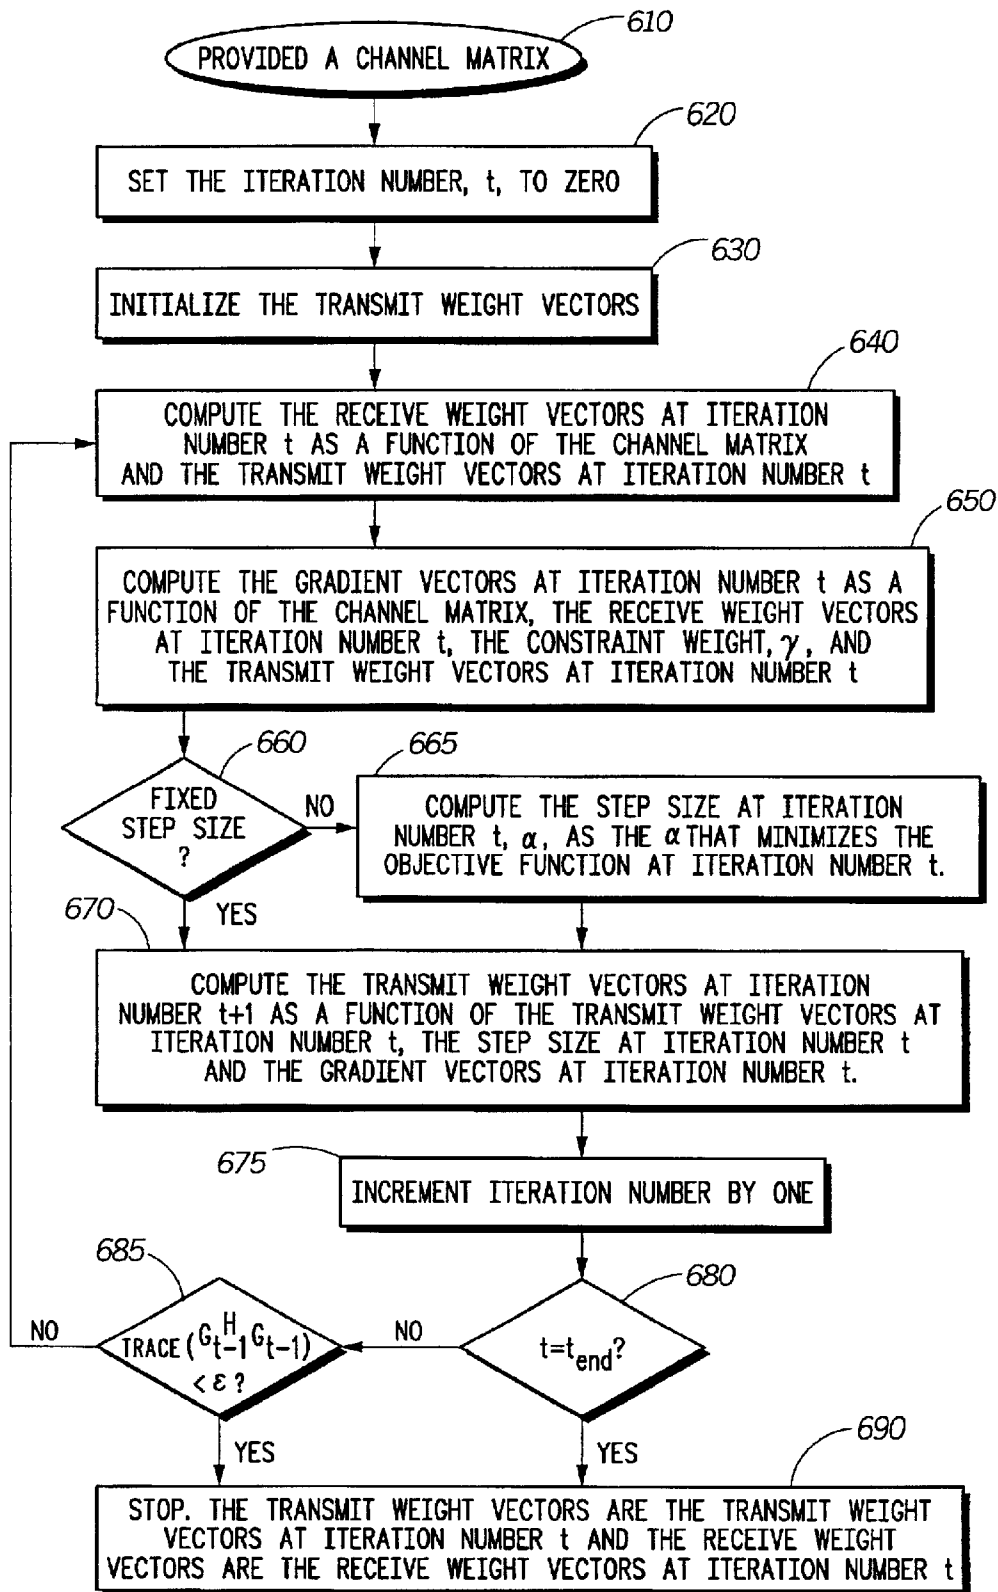 610
PROVIDED A CHANNEL MATRIX
620
SET THE ITERATION NUMBER, t, TO ZERO
630
INITIALIZE THE TRANSMIT WEIGHT VECTORS
640
COMPUTE THE RECEIVE WEIGHT VECTORS AT ITERATION
NUMBER t AS A FUNCTION OF THE CHANNEL MATRIX
AND THE TRANSMIT WEIGHT VECTORS AT ITERATION NUMBER t
650
COMPUTE THE GRADIENT VECTORS AT ITERATION NUMBER t AS A
FUNCTION OF THE CHANNEL MATRIX, THE RECEIVE WEIGHT VECTORS
AT ITERATION NUMBER t, THE CONSTRAINT WEIGHT, γ, AND
THE TRANSMIT WEIGHT VECTORS AT ITERATION NUMBER t
660
FIXED
STEP SIZE
?
NO
YES
665
COMPUTE THE STEP SIZE AT ITERATION
NUMBER t, α, AS THE α THAT MINIMIZES THE
OBJECTIVE FUNCTION AT ITERATION NUMBER t.
670
COMPUTE THE TRANSMIT WEIGHT VECTORS AT ITERATION
NUMBER t+1 AS A FUNCTION OF THE TRANSMIT WEIGHT VECTORS AT
ITERATION NUMBER t, THE STEP SIZE AT ITERATION NUMBER t
AND THE GRADIENT VECTORS AT ITERATION NUMBER t.
675
INCREMENT ITERATION NUMBER BY ONE
680
t=t_end?
NO
YES
685
TRACE(G_{t-1}^H G_{t-1})
< ε ?
NO
YES
690
STOP. THE TRANSMIT WEIGHT VECTORS ARE THE TRANSMIT WEIGHT
VECTORS AT ITERATION NUMBER t AND THE RECEIVE WEIGHT
VECTORS ARE THE RECEIVE WEIGHT VECTORS AT ITERATION NUMBER t